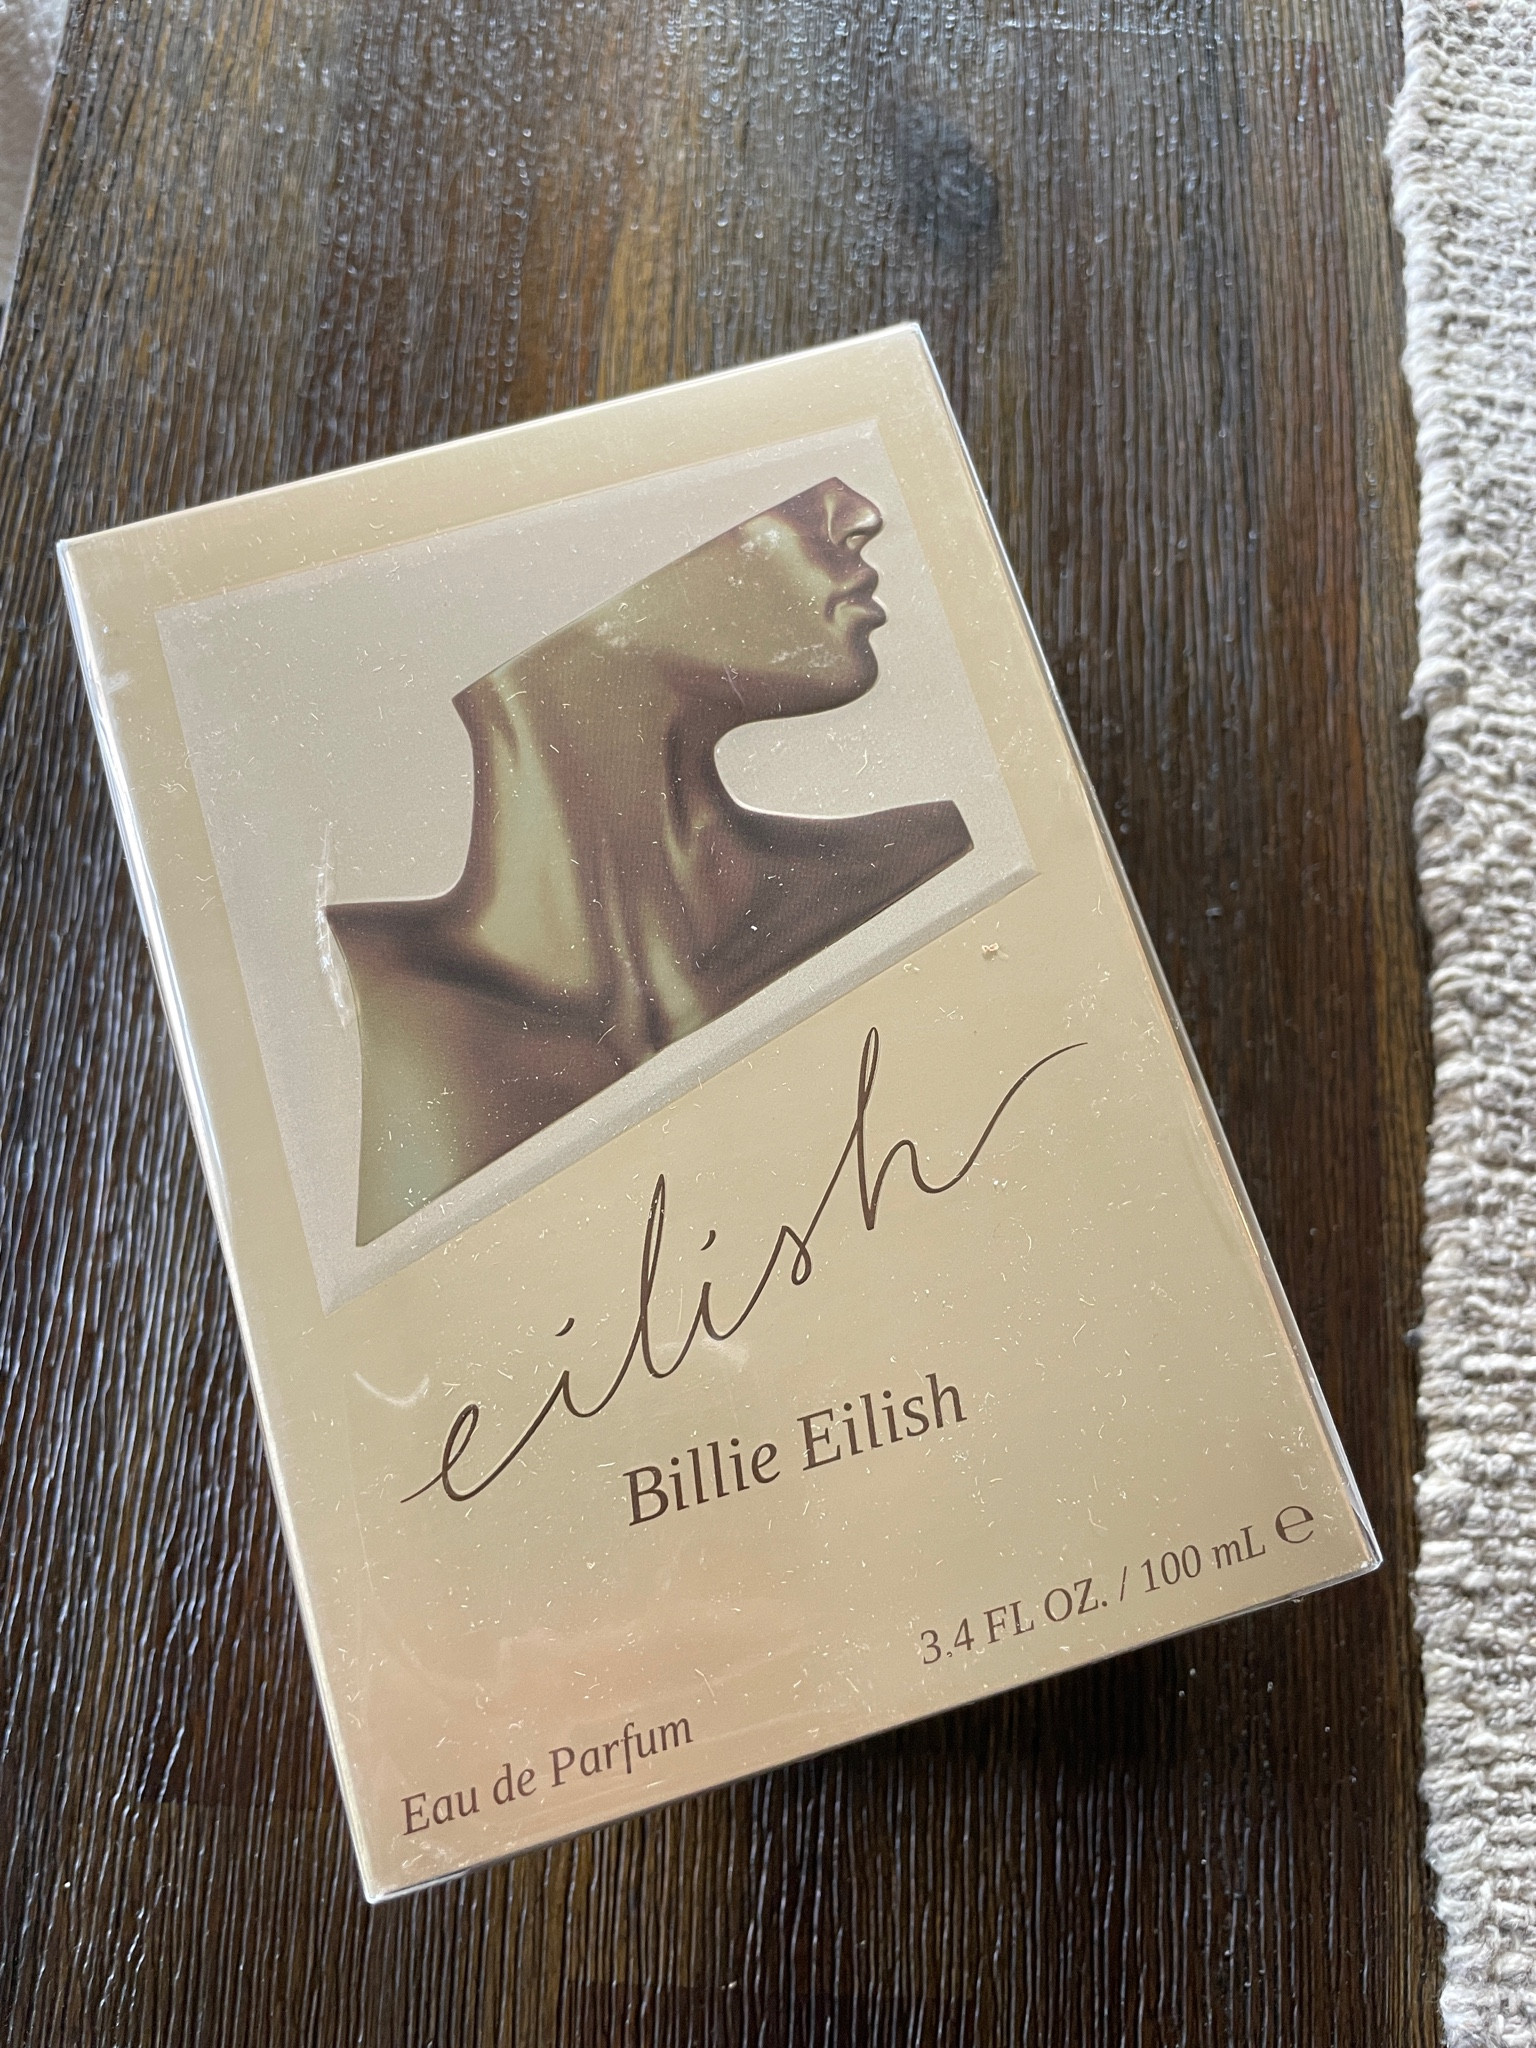 eilish
Billie Eilish
3.4 FL OZ. / 100 mL ℮
Eau de Parfum